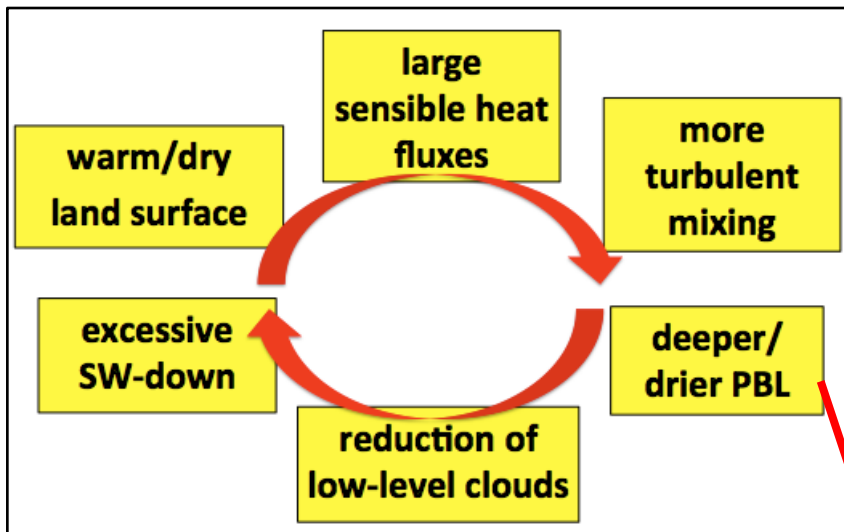 large
sensible heat
fluxes
more
turbulent
mixing
deeper/
drier PBL
reduction of
low-level clouds
excessive
SW-down
warm/dry
land surface